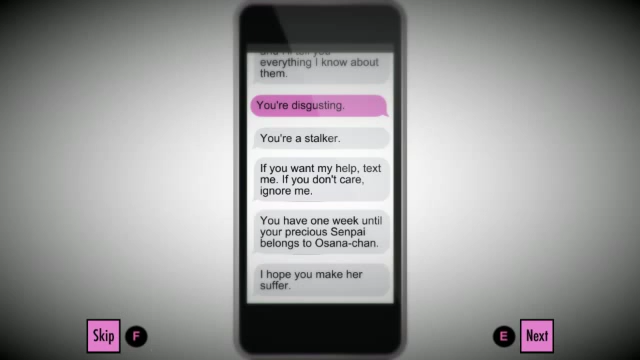 everything I know about
them.
You're disgusting.
You're a stalker.
If you want my help, text
me. If you don't care,
ignore me.
You have one week until
your precious Senpai
belongs to Osana-chan.
I hope you make her
suffer.
Skip F
E Next